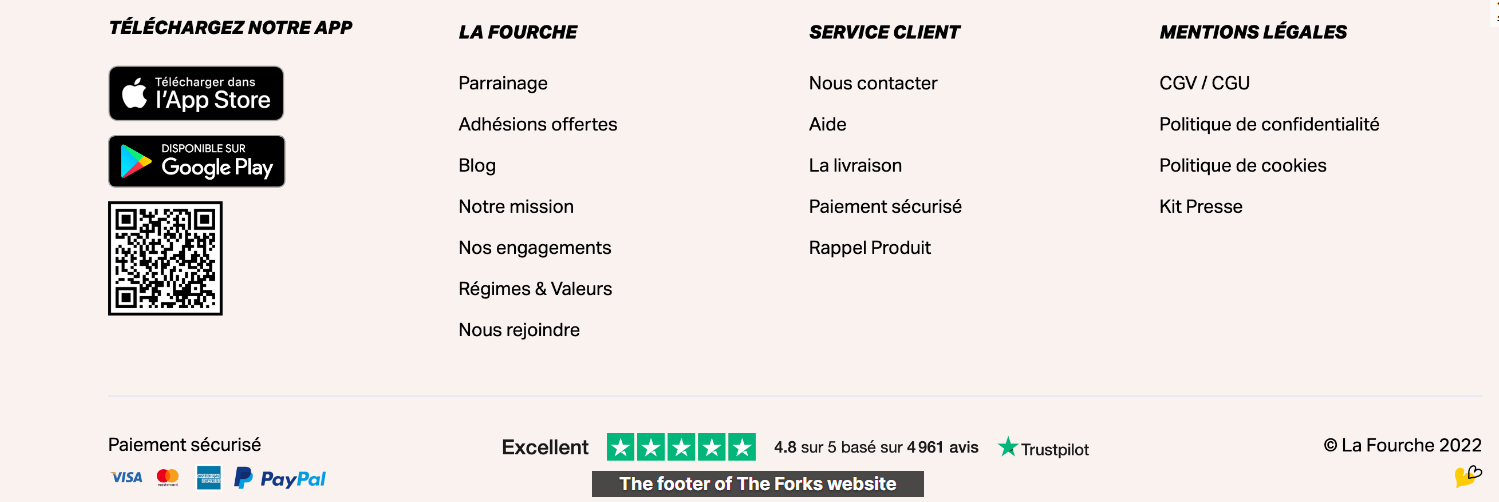 TÉLÉCHARGEZ NOTRE APP
Télécharger dans
l'App Store
DISPONIBLE SUR
Google Play
LA FOURCHE
Parrainage
Adhésions offertes
Blog
Notre mission
Nos engagements
Régimes & Valeurs
Nous rejoindre
SERVICE CLIENT
Nous contacter
Aide
La livraison
Paiement sécurisé
Rappel Produit
MENTIONS LÉGALES
CGV / CGU
Politique de confidentialité
Politique de cookies
Kit Presse
Paiement sécurisé
VISA PayPal
Excellent 4.8 sur 5 basé sur 4 961 avis Trustpilot
© La Fourche 2022
The footer of The Forks website